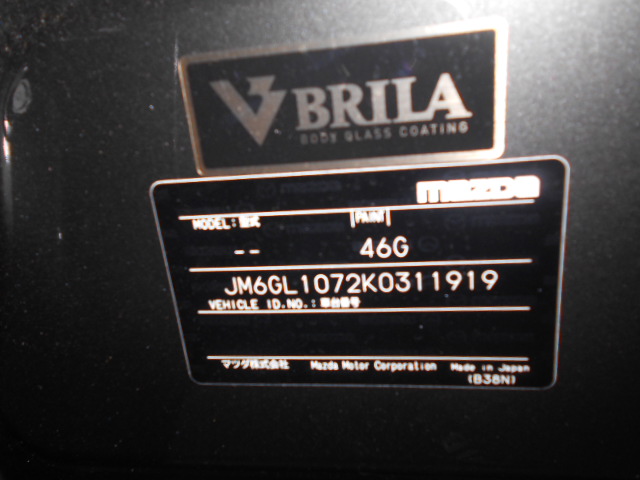 V BRILA
BODY GLASS COATING
mazda
MODEL:型式 PAINT
-- 46G
JM6GL1072K0311919
VEHICLE ID.NO.:車台番号
マツダ株式会社 Mazda Motor Corporation Made in Japan
(B38N)